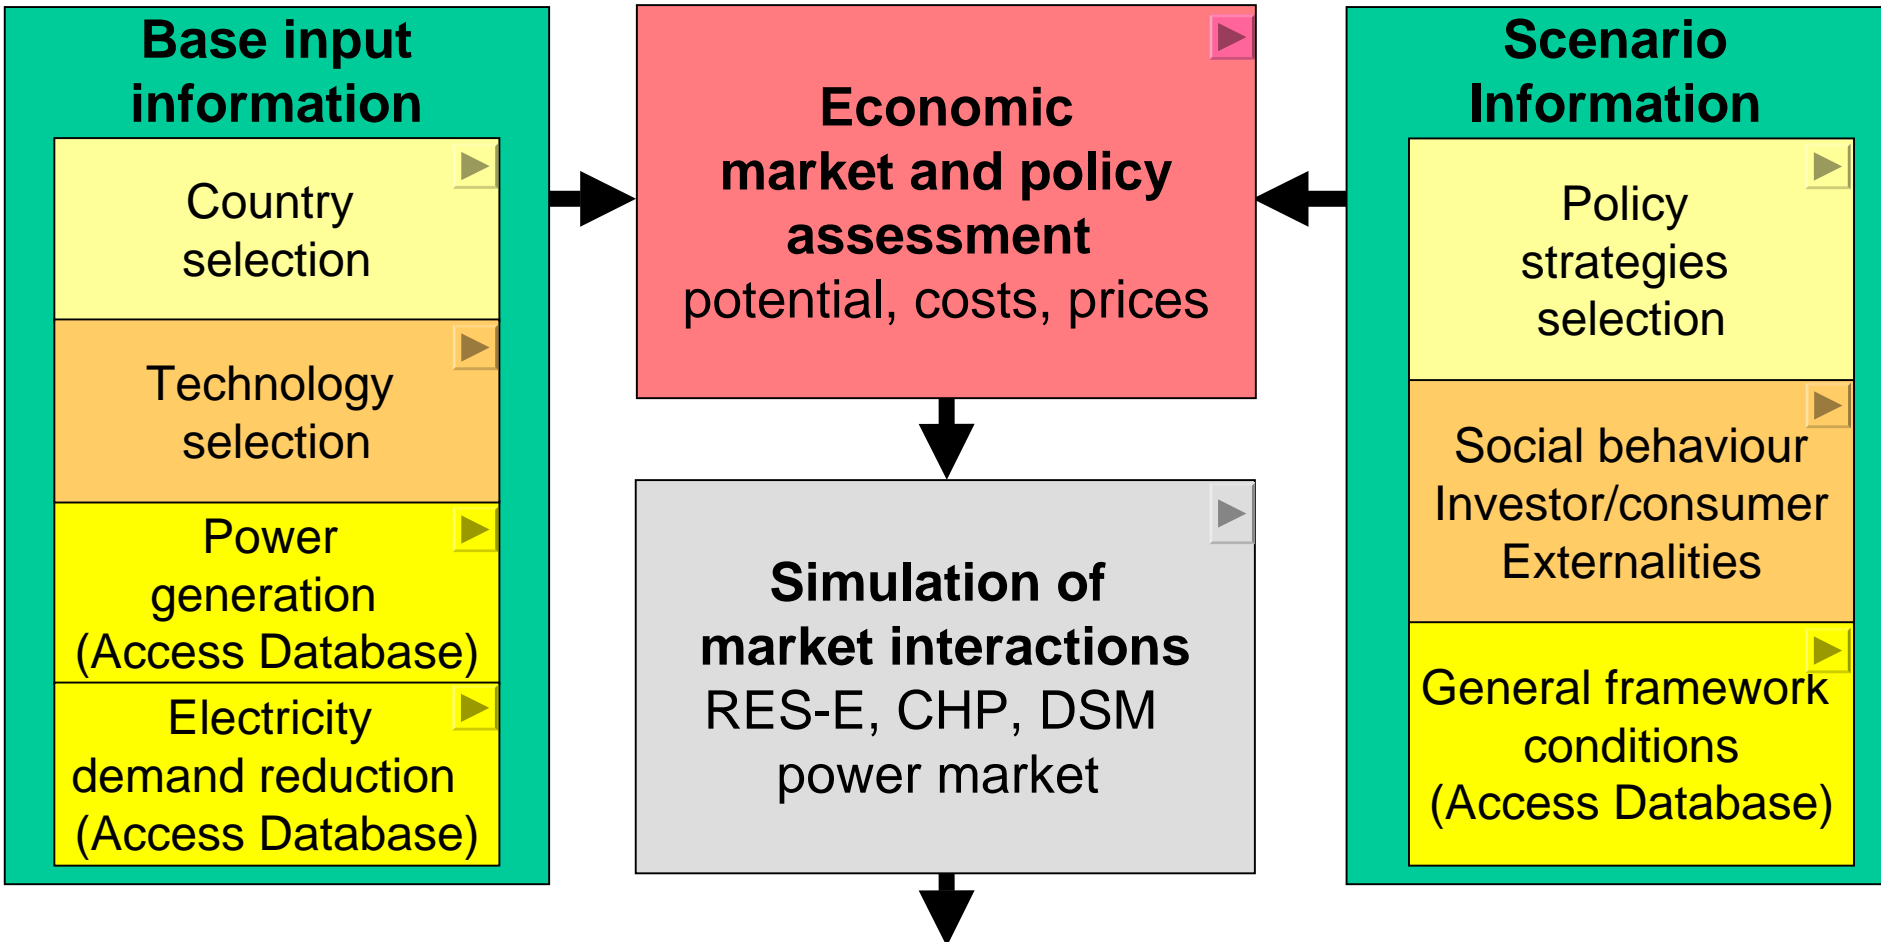 Base input
information
Country
selection
Technology
selection
Power
generation
(Access Database)
Electricity
demand reduction
(Access Database)
Economic
market and policy
assessment
potential, costs, prices
Simulation of
market interactions
RES-E, CHP, DSM
power market
Scenario
Information
Policy
strategies
selection
Social behaviour
Investor/consumer
Externalities
General framework
conditions
(Access Database)